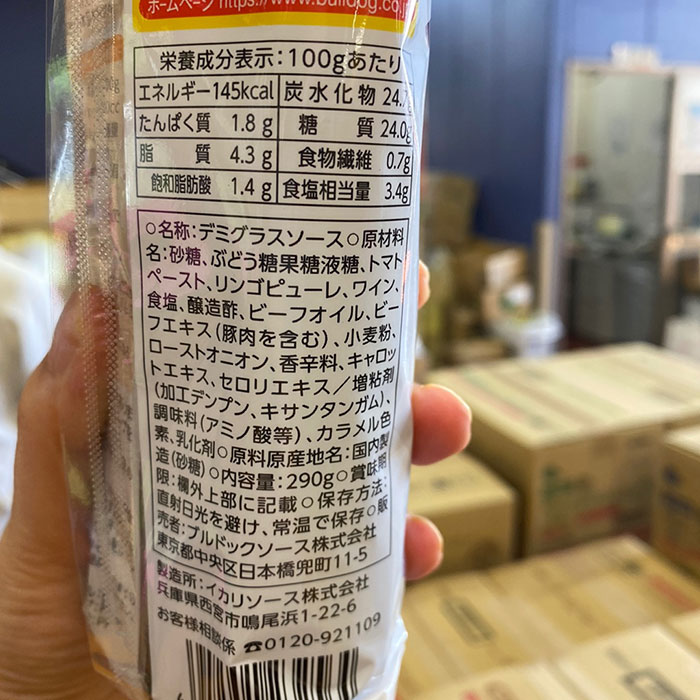 ホームページ https://www.bulldog.co.j
栄養成分表示:100gあたり
エネルギー145kcal 炭水化物 24.7
たんぱく質 1.8 g 糖質 24.0g
脂質 4.3 g 食物繊維 0.7g
飽和脂肪酸 1.4 g 食塩相当量 3.4g
○名称:デミグラスソース○原材料
名:砂糖、ぶどう糖果糖液糖、トマト
ペースト、リンゴピューレ、ワイン、
食塩、醸造酢、ビーフオイル、ビー
フエキス(豚肉を含む)、小麦粉、
ローストオニオン、香辛料、キャロッ
トエキス、セロリエキス/増粘剤
(加工デンプン、キサンタンガム)、
調味料(アミノ酸等)、カラメル色
素、乳化剤○原料原産地名:国内製
造(砂糖)○内容量:290g○賞味期
限:欄外上部に記載○保存方法:
直射日光を避け、常温で保存○販
売者:ブルドックソース株式会社
東京都中央区日本橋兜町11-5
製造所:イカリソース株式会社
兵庫県西宮市鳴尾浜1-22-6
お客様相談係 ☎0120-921109